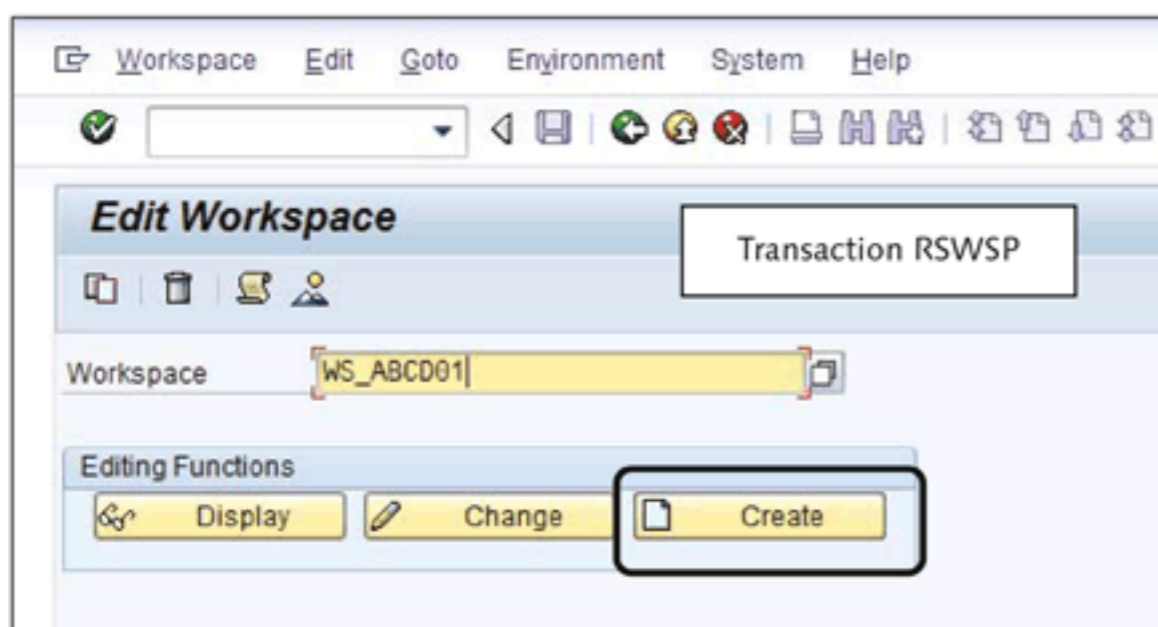 Workspace Edit Goto Environment System Help
Edit Workspace
Transaction RSWSP
Workspace WS_ABCD01
Editing Functions
Display Change Create